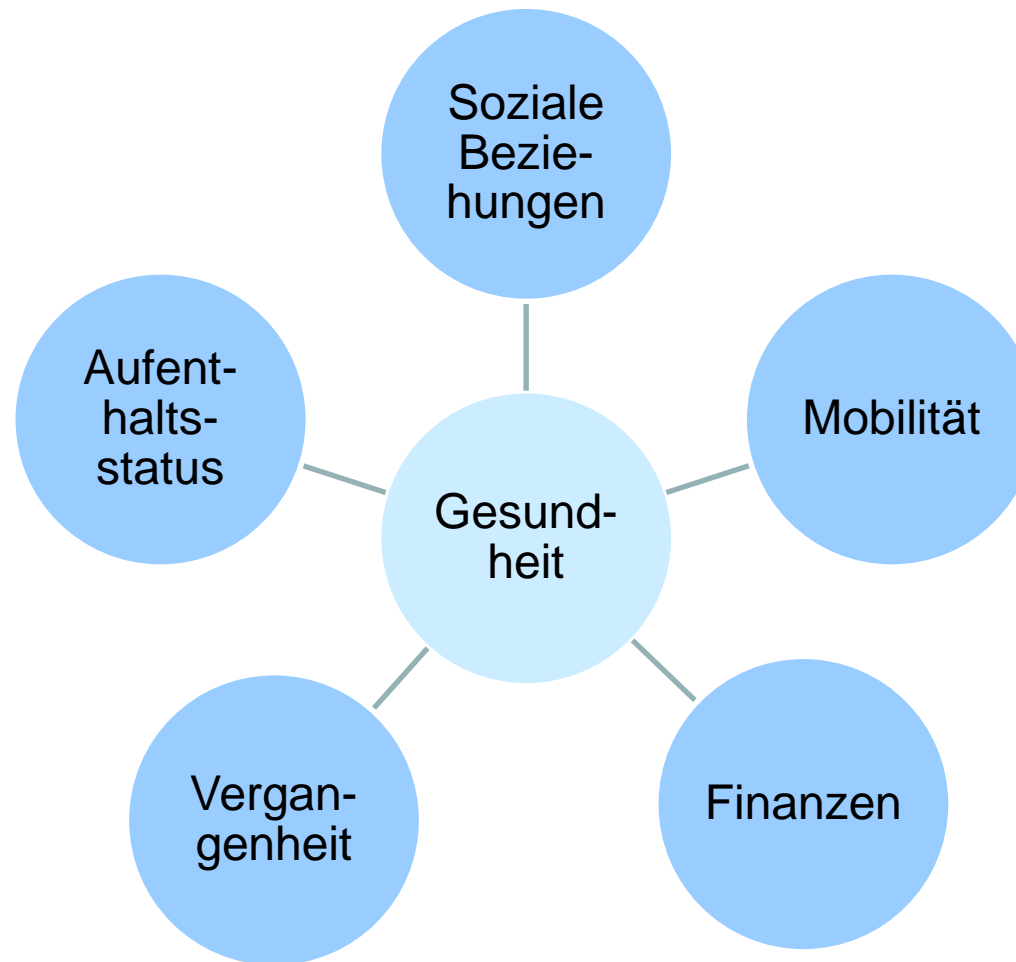 Soziale
Bezie-
hungen
Aufent-
halts-
status
Mobilität
Gesund-
heit
Vergan-
genheit
Finanzen